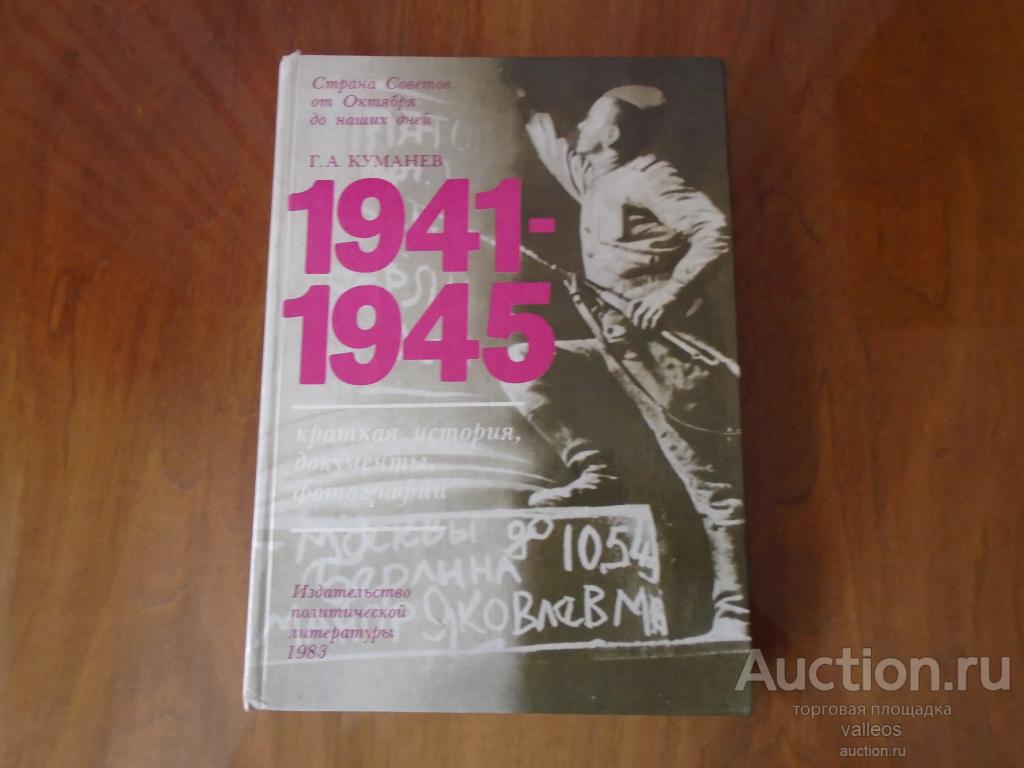 Страна Советов
от Октября
до наших дней
Г. А. КУМАНЕВ
1941-
1945
краткая история,
документы,
фотографии
Москвы до 1054
Берлина
ЯКОВЛЕВ М.
Издательство
политической
литературы
1983
Auction.ru
торговая площадка
valleos
auction.ru